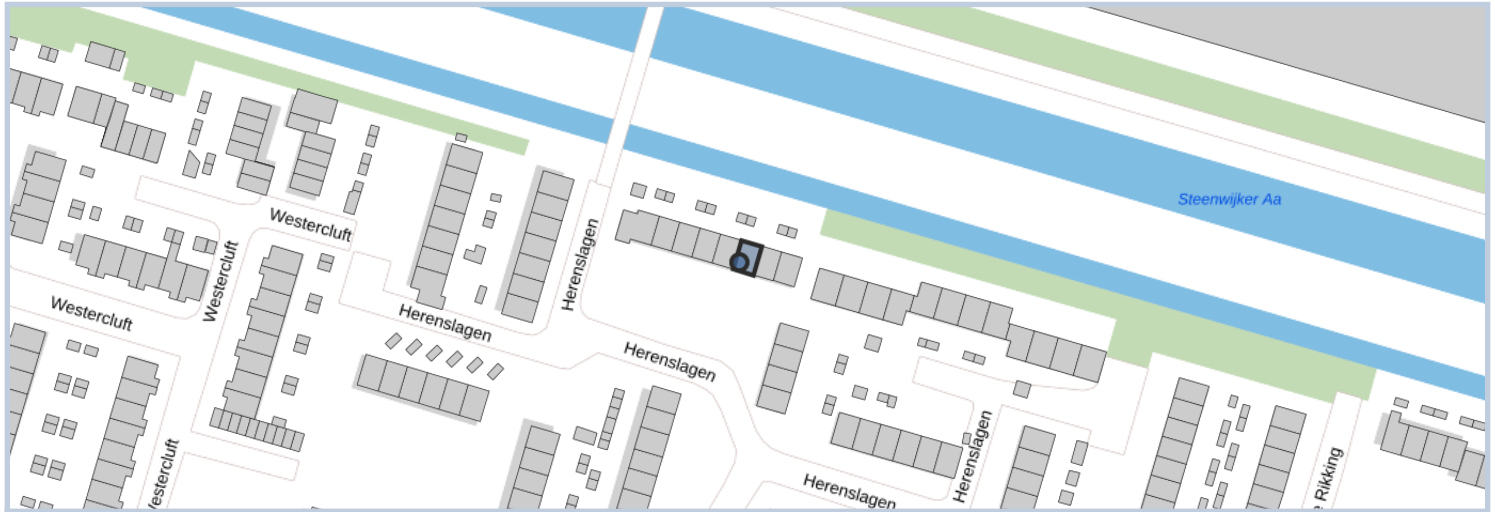 Steenwijker Aa
Westercluft
Herenslagen
Westercluft
Westercluft
Herenslagen
Herenslagen
Herenslagen
Westercluft
Herenslagen
Rikking